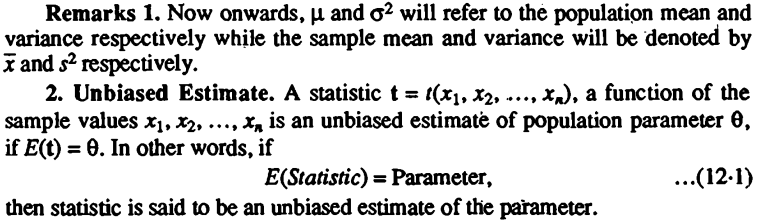 Remarks 1. Now onwards, μ and σ² will refer to the population mean and
variance respectively while the sample mean and variance will be denoted by
x̄ and s² respectively.
2. Unbiased Estimate. A statistic t = t(x₁, x₂, ..., xₙ), a function of the
sample values x₁, x₂, ..., xₙ is an unbiased estimate of population parameter θ,
if E(t) = θ. In other words, if
E(Statistic) = Parameter, ...(12·1)
then statistic is said to be an unbiased estimate of the parameter.